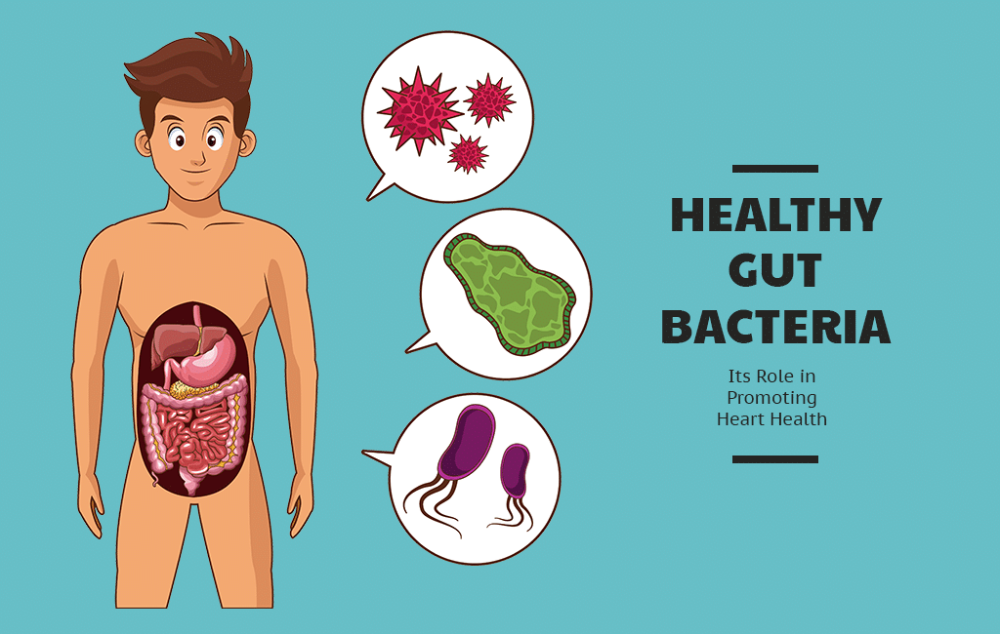 HEALTHY
GUT
BACTERIA
Its Role in
Promoting
Heart Health